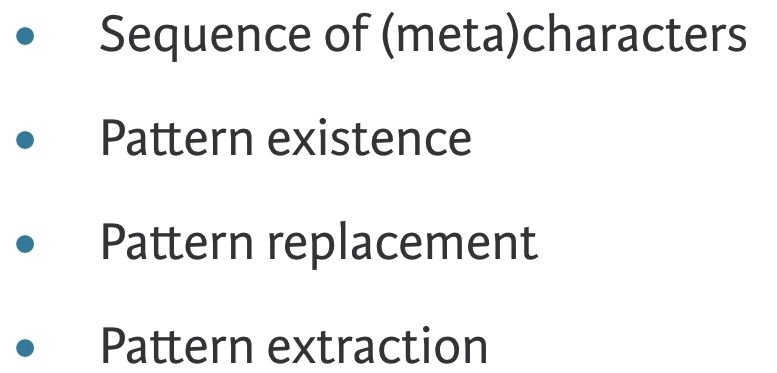 • Sequence of (meta)characters
• Pattern existence
• Pattern replacement
• Pattern extraction